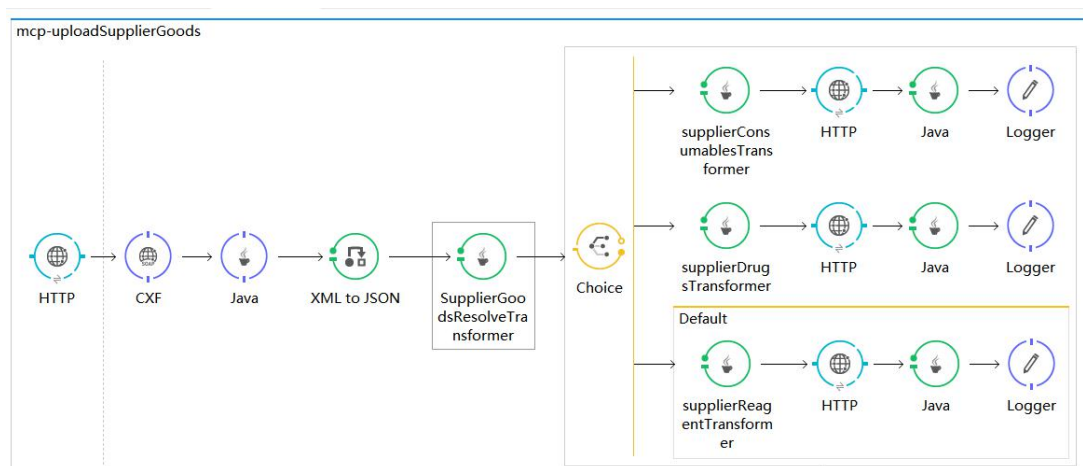 mcp-uploadSupplierGoods
HTTP
CXF
Java
XML to JSON
SupplierGoo
dsResolveTra
nsformer
Choice
supplierCons
umablesTrans
former
HTTP
Java
Logger
supplierDrug
sTransformer
HTTP
Java
Logger
Default
supplierReag
entTransform
er
HTTP
Java
Logger